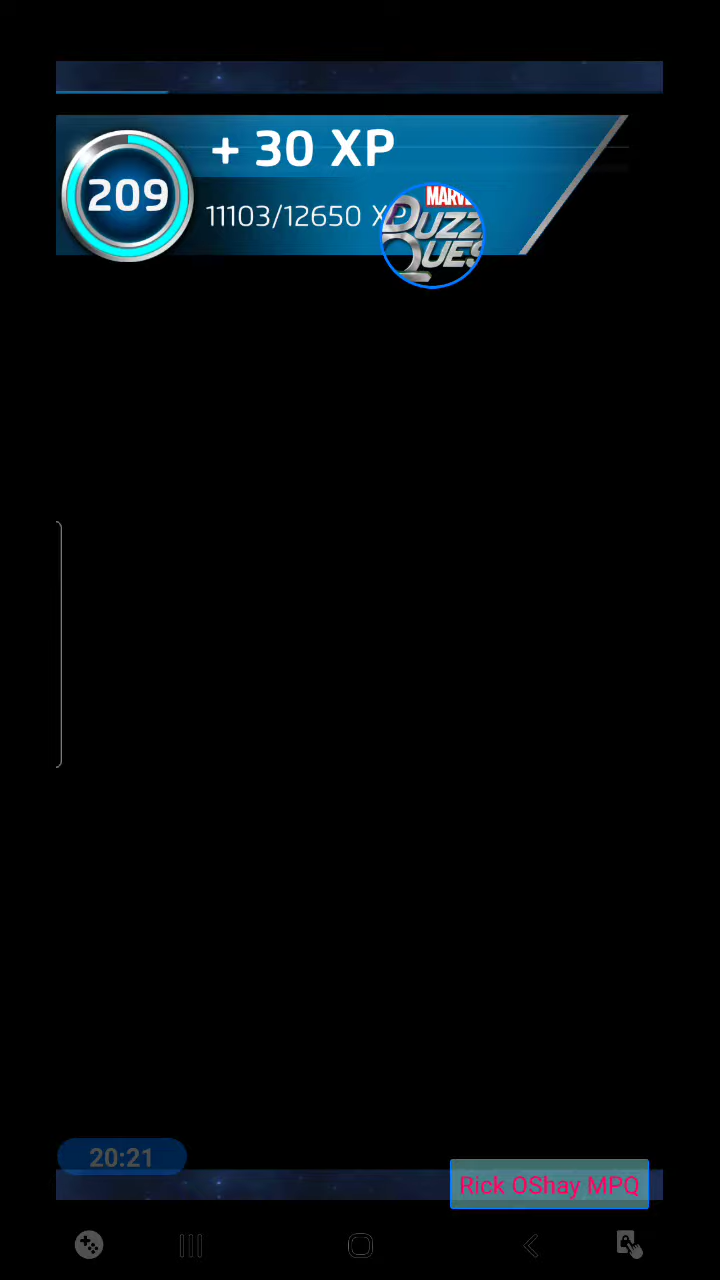 + 30 XP
209
11103/12650 XP
MARVEL
PUZZLE
QUEST
20:21
Rick OShay MPQ